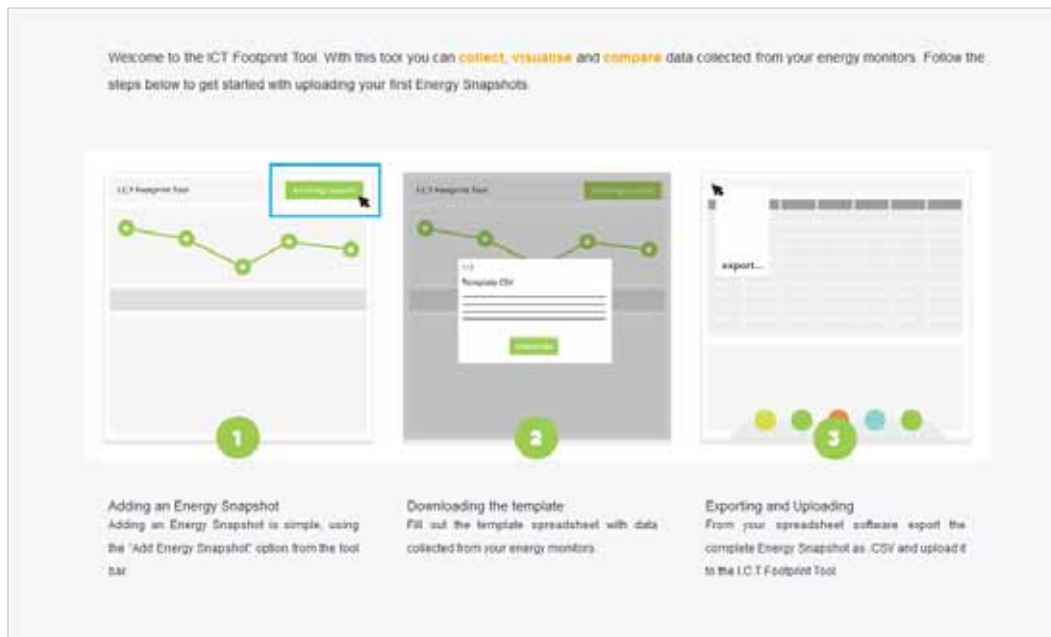 Welcome to the ICT Footprint Tool. With this tool you can collect, visualise and compare data collected from your energy monitors. Follow the
steps below to get started with uploading your first Energy Snapshots.
I.C.T Footprint Tool
I.C.T Footprint Tool
Template CSV
export...
1
2
3
Adding an Energy Snapshot
Adding an Energy Snapshot is simple, using
the "Add Energy Snapshot" option from the tool
bar.
Downloading the template
Fill out the template spreadsheet with data
collected from your energy monitors.
Exporting and Uploading
From your spreadsheet software export the
complete Energy Snapshot as .CSV and upload it
to the I.C.T Footprint Tool